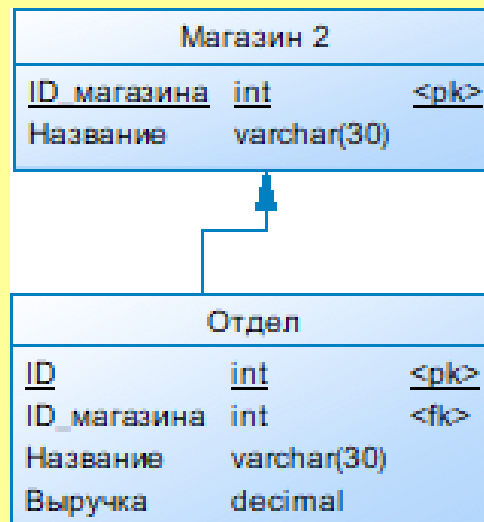 Магазин 2
ID_магазина int <pk>
Название varchar(30)
Отдел
ID int <pk>
ID_магазина int <fk>
Название varchar(30)
Выручка decimal